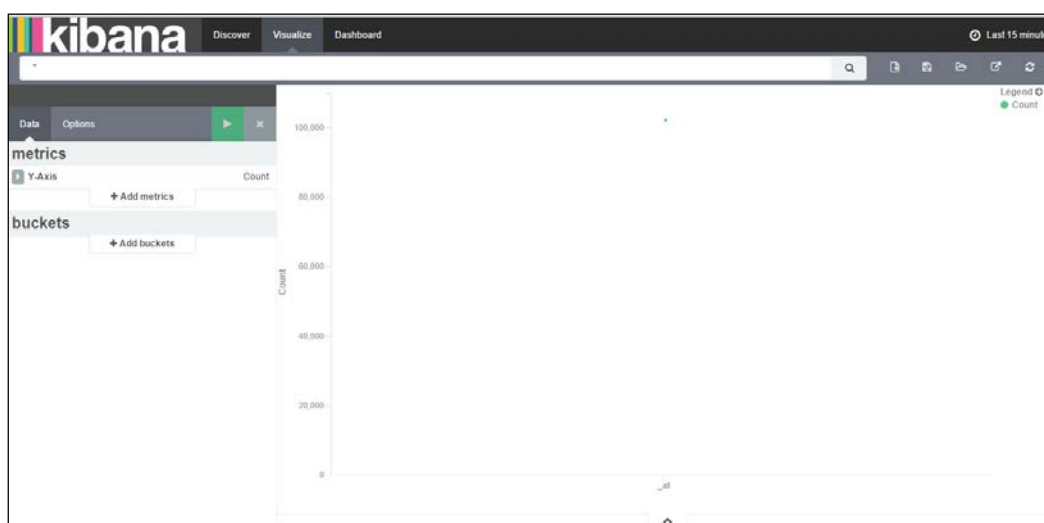 kibana Discover Visualize Dashboard Last 15 minut
*
Legend
Data Options Count
100,000
metrics
Y-Axis Count
+ Add metrics
80,000
buckets
+ Add buckets
60,000
Count
40,000
20,000
0
_all